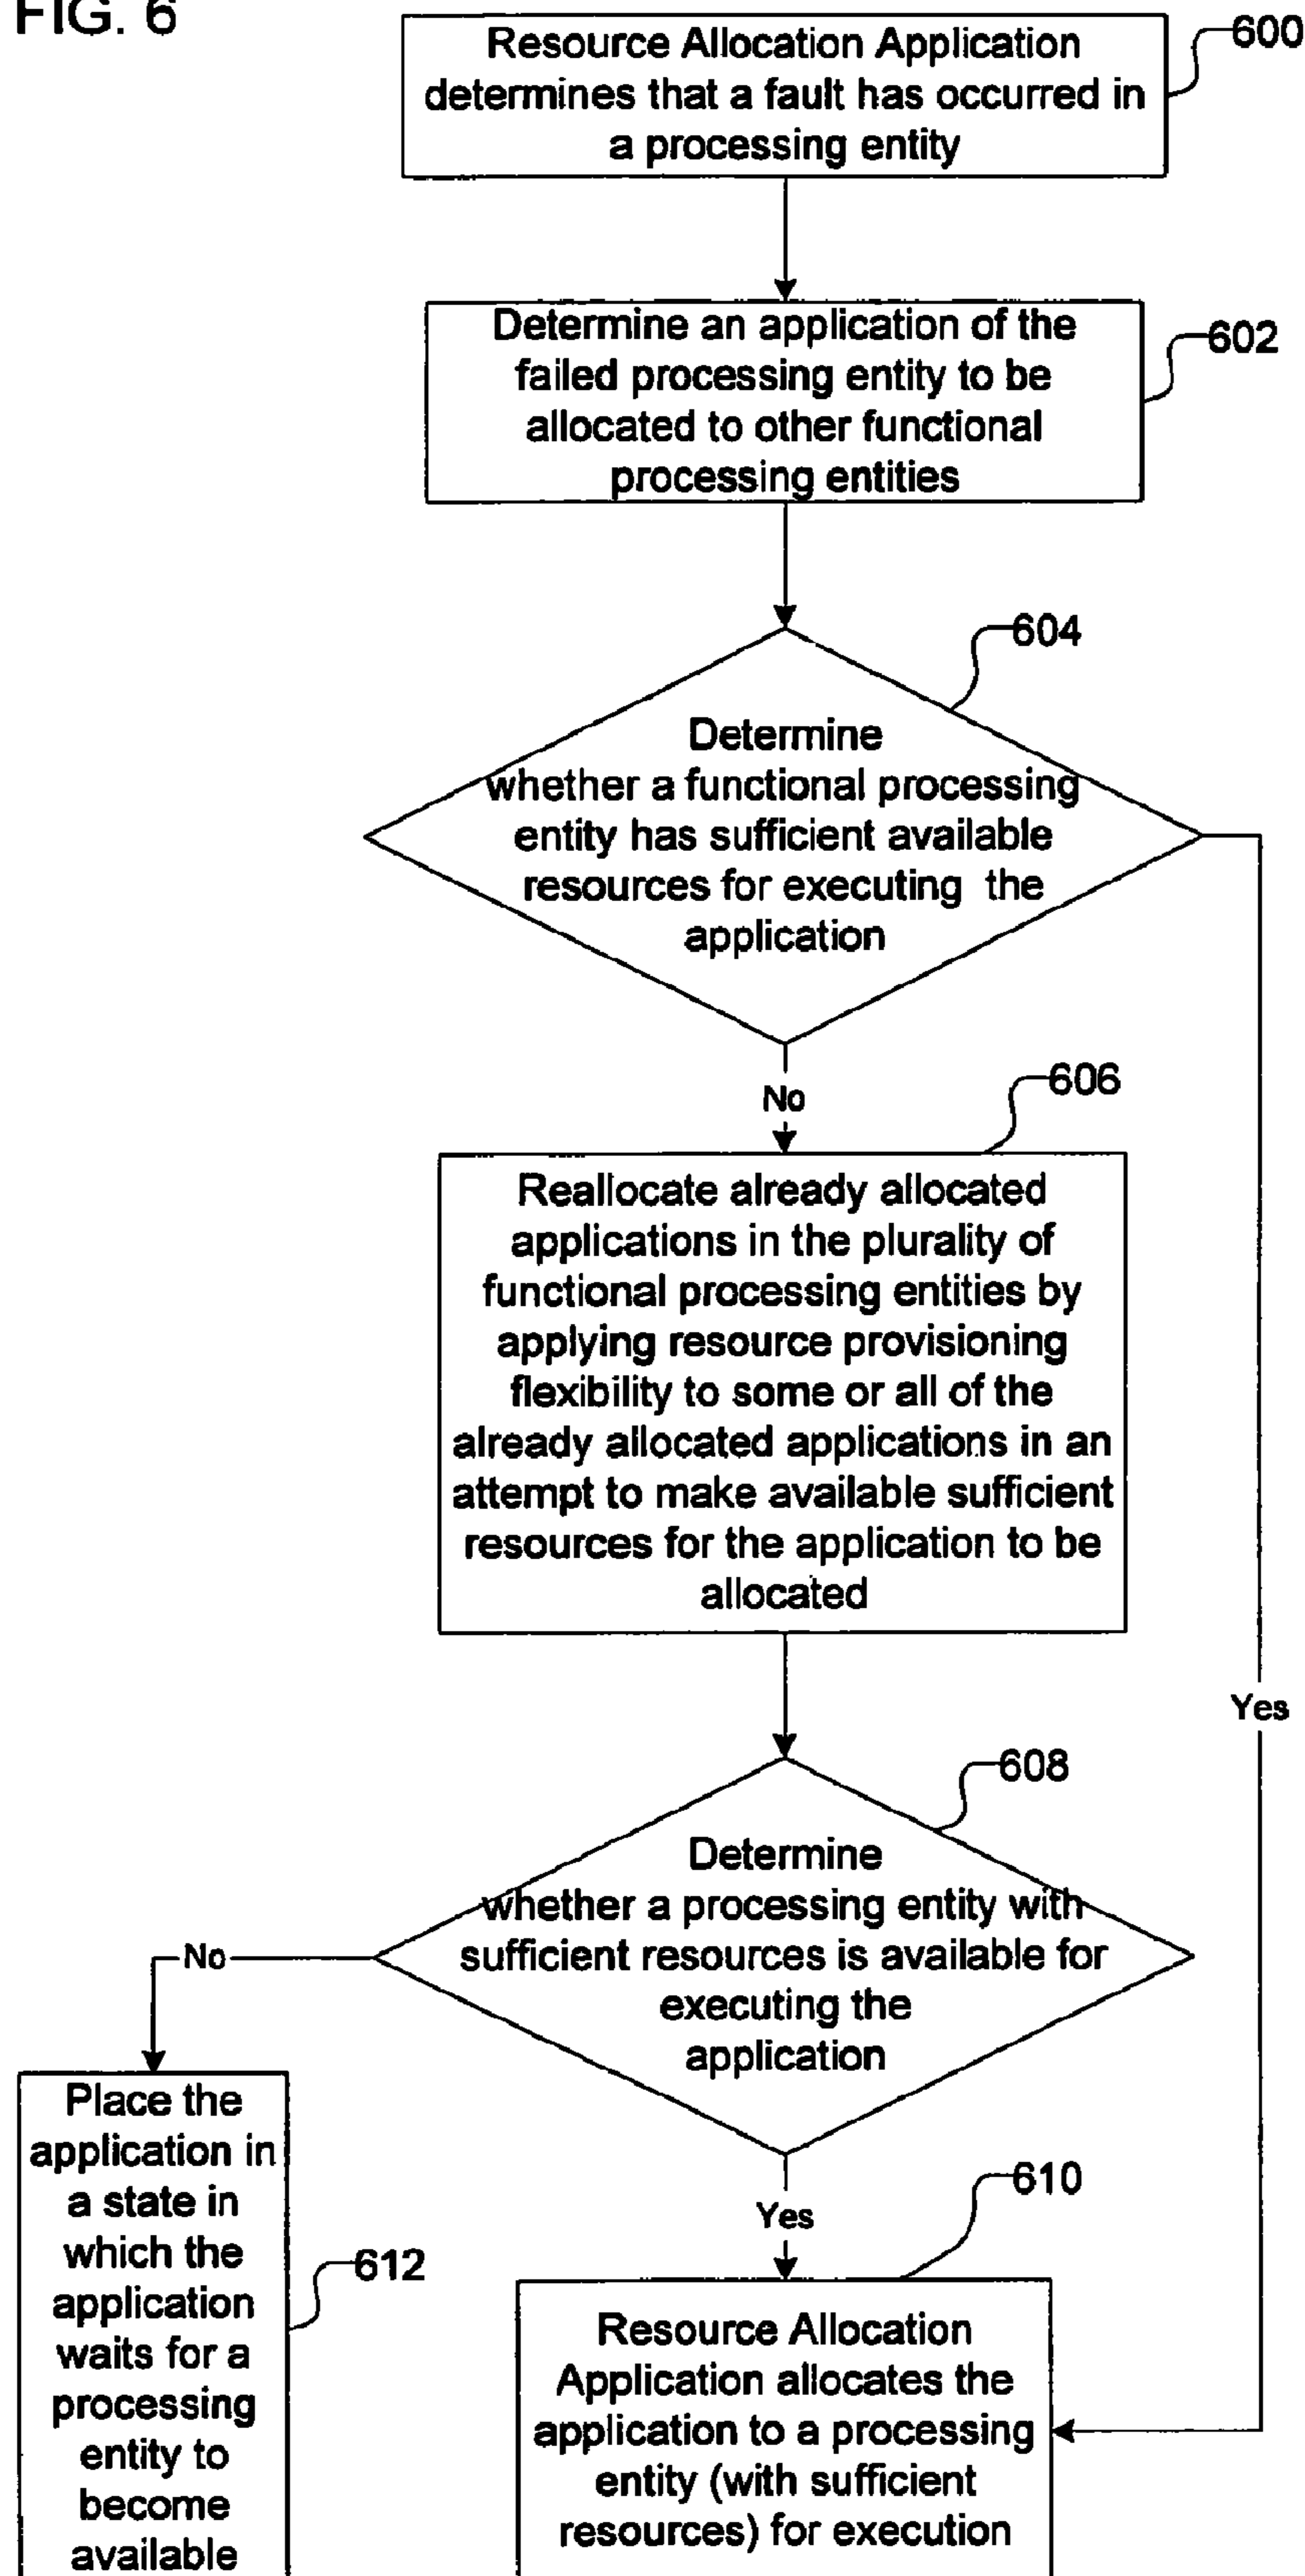 FIG. 6
Resource Allocation Application
determines that a fault has occurred in
a processing entity
600
Determine an application of the
failed processing entity to be
allocated to other functional
processing entities
602
604
Determine
whether a functional processing
entity has sufficient available
resources for executing the
application
No
606
Reallocate already allocated
applications in the plurality of
functional processing entities by
applying resource provisioning
flexibility to some or all of the
already allocated applications in an
attempt to make available sufficient
resources for the application to be
allocated
Yes
608
Determine
whether a processing entity with
sufficient resources is available for
executing the
application
No
Yes
610
Place the
application in
a state in
which the
application
waits for a
processing
entity to
become
available
612
Resource Allocation
Application allocates the
application to a processing
entity (with sufficient
resources) for execution